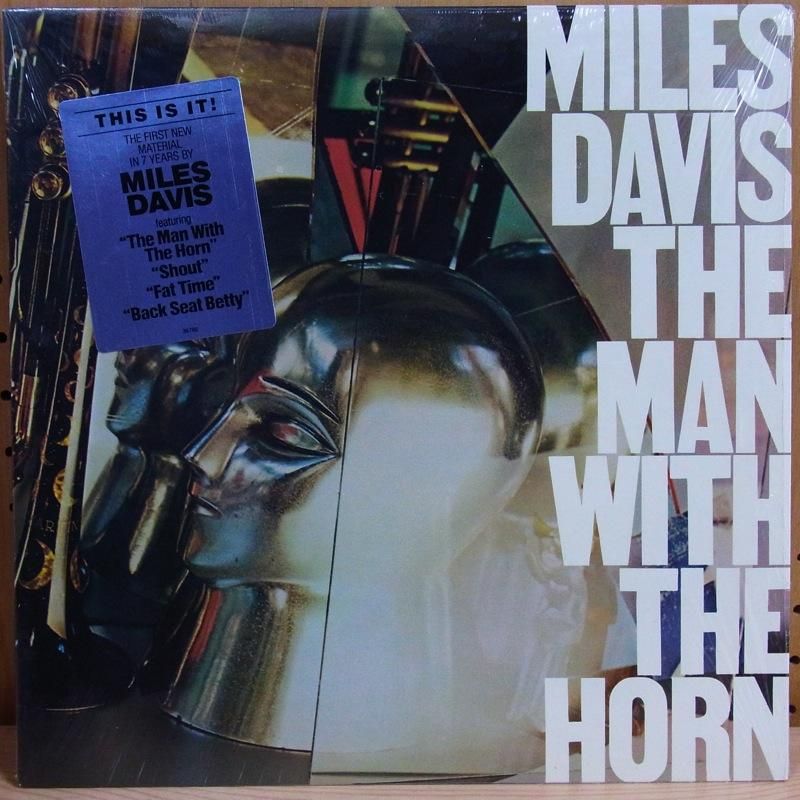 THIS IS IT!
THE FIRST NEW
MATERIAL
IN 7 YEARS BY
MILES
DAVIS
featuring
"The Man With
The Horn"
"Shout"
"Fat Time"
"Back Seat Betty"
MILES
DAVIS
THE
MAN
WITH
THE
HORN